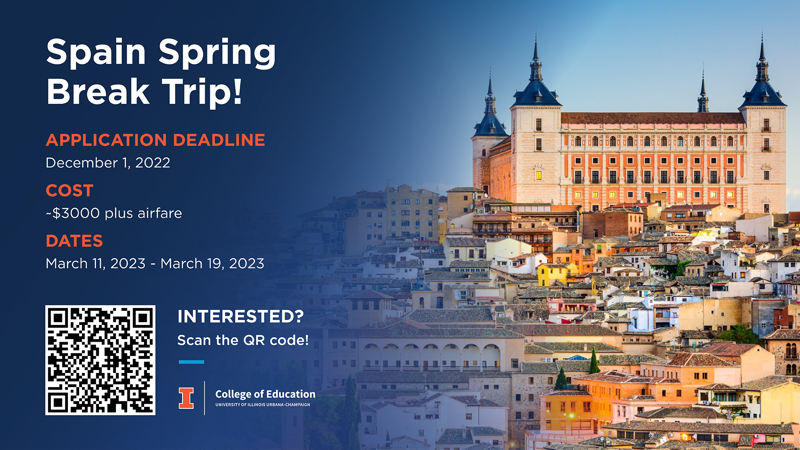 Spain Spring
Break Trip!
APPLICATION DEADLINE
December 1, 2022
COST
~$3000 plus airfare
DATES
March 11, 2023 - March 19, 2023
INTERESTED?
Scan the QR code!
I
College of Education
UNIVERSITY OF ILLINOIS URBANA-CHAMPAIGN